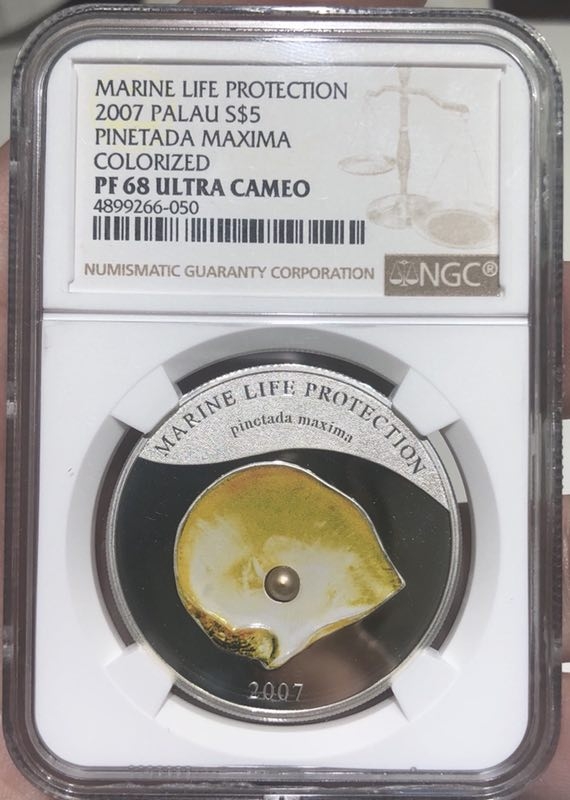 MARINE LIFE PROTECTION
2007 PALAU S$5
PINETADA MAXIMA
COLORIZED
PF 68 ULTRA CAMEO
4899266-050
NUMISMATIC GUARANTY CORPORATION
NGC®
MARINE LIFE PROTECTION
pinctada maxima
2007